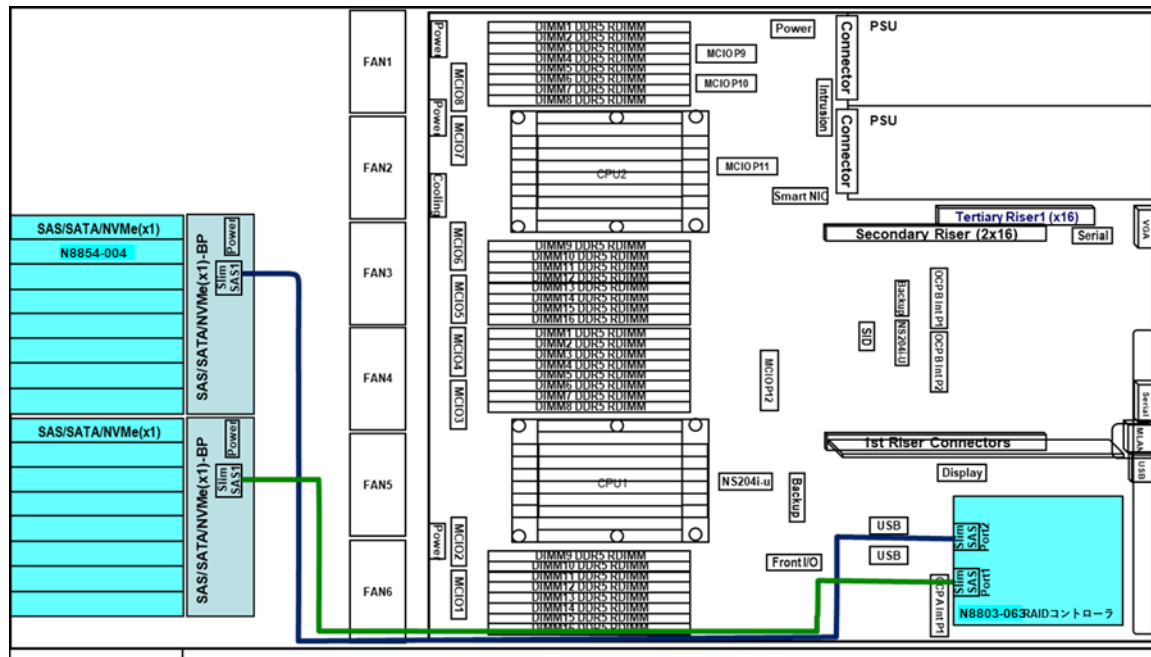 SAS/SATA/NVMe(x1)
N8854-004
SAS/SATA/NVMe(x1)-BP
Power
Slim
SAS1
SAS/SATA/NVMe(x1)
SAS/SATA/NVMe(x1)-BP
Power
Slim
SAS1
FAN1
FAN2
FAN3
FAN4
FAN5
FAN6
Power
MCIO8
Power
MCIO7
Cooling
MCIO6
MCIO5
MCIO4
MCIO3
Power
MCIO2
MCIO1
DIMM1 DDR5 RDIMM
DIMM2 DDR5 RDIMM
DIMM3 DDR5 RDIMM
DIMM4 DDR5 RDIMM
DIMM5 DDR5 RDIMM
DIMM6 DDR5 RDIMM
DIMM7 DDR5 RDIMM
DIMM8 DDR5 RDIMM
CPU2
DIMM9 DDR5 RDIMM
DIMM10 DDR5 RDIMM
DIMM11 DDR5 RDIMM
DIMM12 DDR5 RDIMM
DIMM13 DDR5 RDIMM
DIMM14 DDR5 RDIMM
DIMM15 DDR5 RDIMM
DIMM16 DDR5 RDIMM
DIMM1 DDR5 RDIMM
DIMM2 DDR5 RDIMM
DIMM3 DDR5 RDIMM
DIMM4 DDR5 RDIMM
DIMM5 DDR5 RDIMM
DIMM6 DDR5 RDIMM
DIMM7 DDR5 RDIMM
DIMM8 DDR5 RDIMM
CPU1
DIMM9 DDR5 RDIMM
DIMM10 DDR5 RDIMM
DIMM11 DDR5 RDIMM
DIMM12 DDR5 RDIMM
DIMM13 DDR5 RDIMM
DIMM14 DDR5 RDIMM
DIMM15 DDR5 RDIMM
Power
MCIO P9
MCIO P10
Intrusion
MCIO P11
Smart NIC
Connector
PSU
Connector
PSU
Tertiary Riser1 (x16)
Secondary Riser (2x16)
Serial
VGA
Backup
NS204i-U
SID
OCPB Int P1
OCPB Int P2
MCIOP12
1st Riser Connectors
Display
Serial
MLAN
USB
NS204i-u
Backup
USB
USB
Front I/O
OCPA Int P1
Slim
SAS
Port2
Slim
SAS
Port1
N8803-063RAIDコントローラ